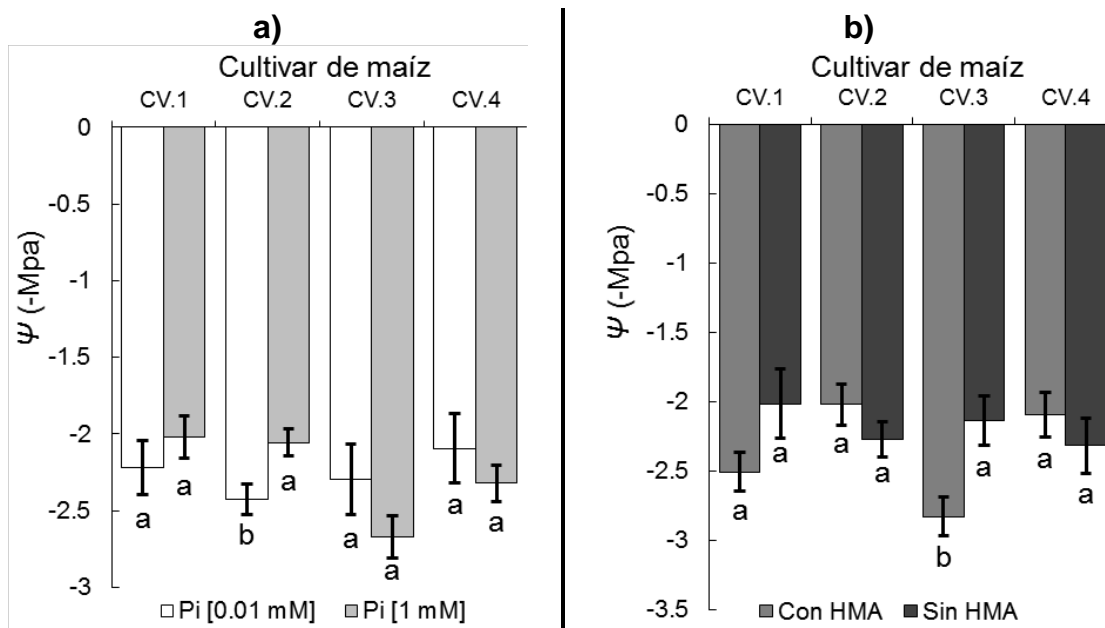 a)
Cultivar de maíz
CV.1 CV.2 CV.3 CV.4
0
-0.5
-1
-1.5
-2
-2.5
-3
Ψ (-Mpa)
a a b a a a a a
Pi [0.01 mM] Pi [1 mM]
b)
Cultivar de maíz
CV.1 CV.2 CV.3 CV.4
0
-0.5
-1
-1.5
-2
-2.5
-3
-3.5
Ψ (-Mpa)
a a a a b a a a
Con HMA Sin HMA